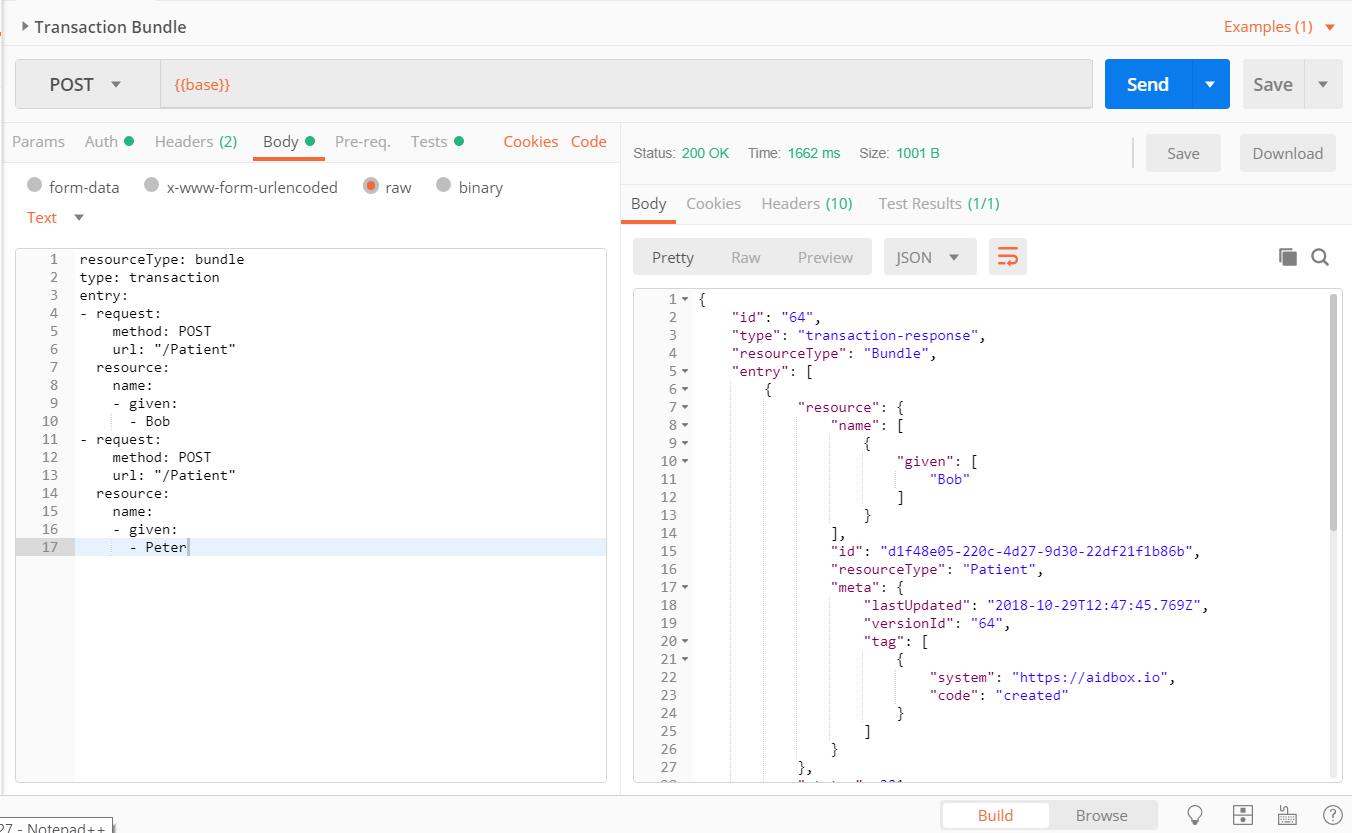 Transaction Bundle
Examples (1)
POST
{{base}}
Send
Save
Params Auth Headers (2) Body Pre-req. Tests Cookies Code
form-data x-www-form-urlencoded raw binary
Text
1 resourceType: bundle
2 type: transaction
3 entry:
4 - request:
5     method: POST
6     url: "/Patient"
7   resource:
8     name:
9     - given:
10       - Bob
11 - request:
12     method: POST
13     url: "/Patient"
14   resource:
15     name:
16     - given:
17       - Peter
Status: 200 OK Time: 1662 ms Size: 1001 B
Save Download
Body Cookies Headers (10) Test Results (1/1)
Pretty Raw Preview JSON
1 {
2     "id": "64",
3     "type": "transaction-response",
4     "resourceType": "Bundle",
5     "entry": [
6         {
7             "resource": {
8                 "name": [
9                     {
10                         "given": [
11                             "Bob"
12                         ]
13                     }
14                 ],
15                 "id": "d1f48e05-220c-4d27-9d30-22df21f1b86b",
16                 "resourceType": "Patient",
17                 "meta": {
18                     "lastUpdated": "2018-10-29T12:47:45.769Z",
19                     "versionId": "64",
20                     "tag": [
21                         {
22                             "system": "https://aidbox.io",
23                             "code": "created"
24                         }
25                     ]
26                 }
27             },
Build Browse
27 - Notepad++